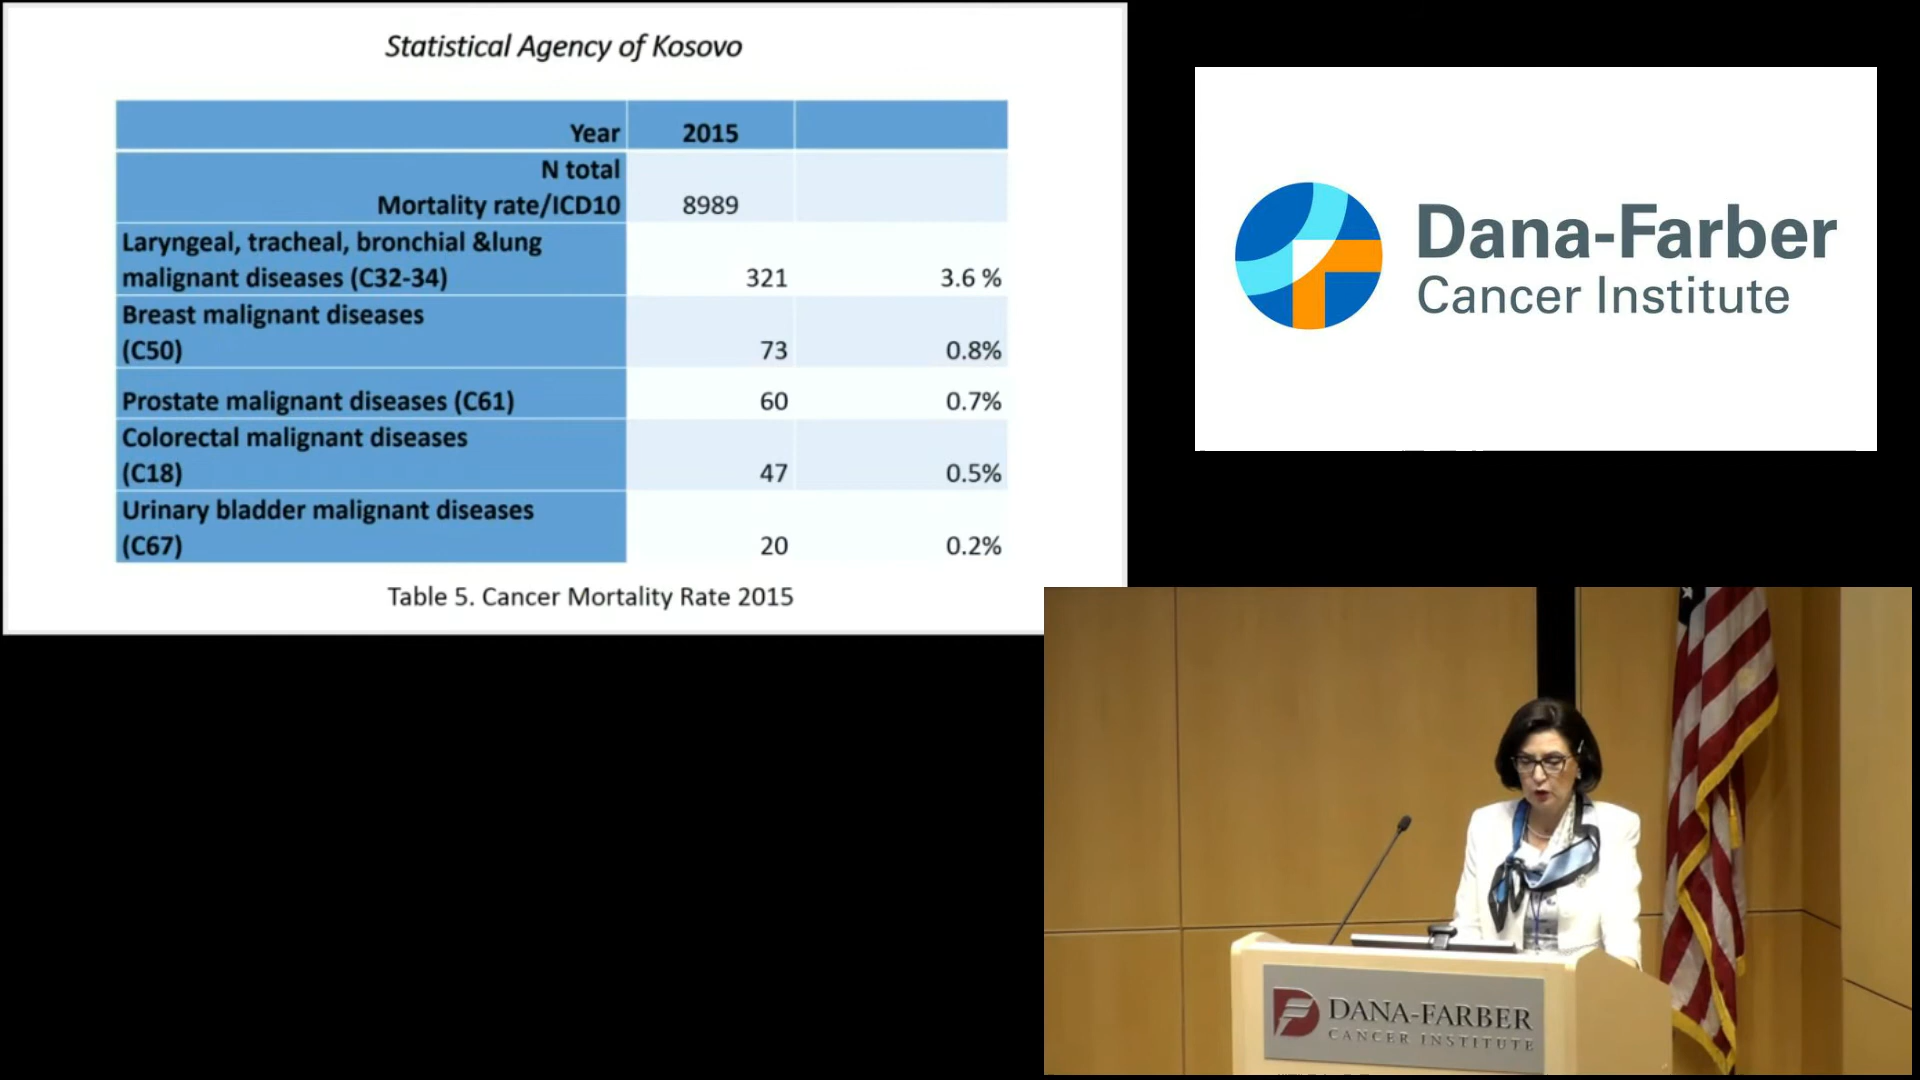 Statistical Agency of Kosovo
Year 2015
N total
Mortality rate/ICD10 8989
Laryngeal, tracheal, bronchial &lung
malignant diseases (C32-34) 321 3.6 %
Breast malignant diseases
(C50) 73 0.8%
Prostate malignant diseases (C61) 60 0.7%
Colorectal malignant diseases
(C18) 47 0.5%
Urinary bladder malignant diseases
(C67) 20 0.2%
Table 5. Cancer Mortality Rate 2015
Dana-Farber
Cancer Institute
DANA-FARBER
CANCER INSTITUTE